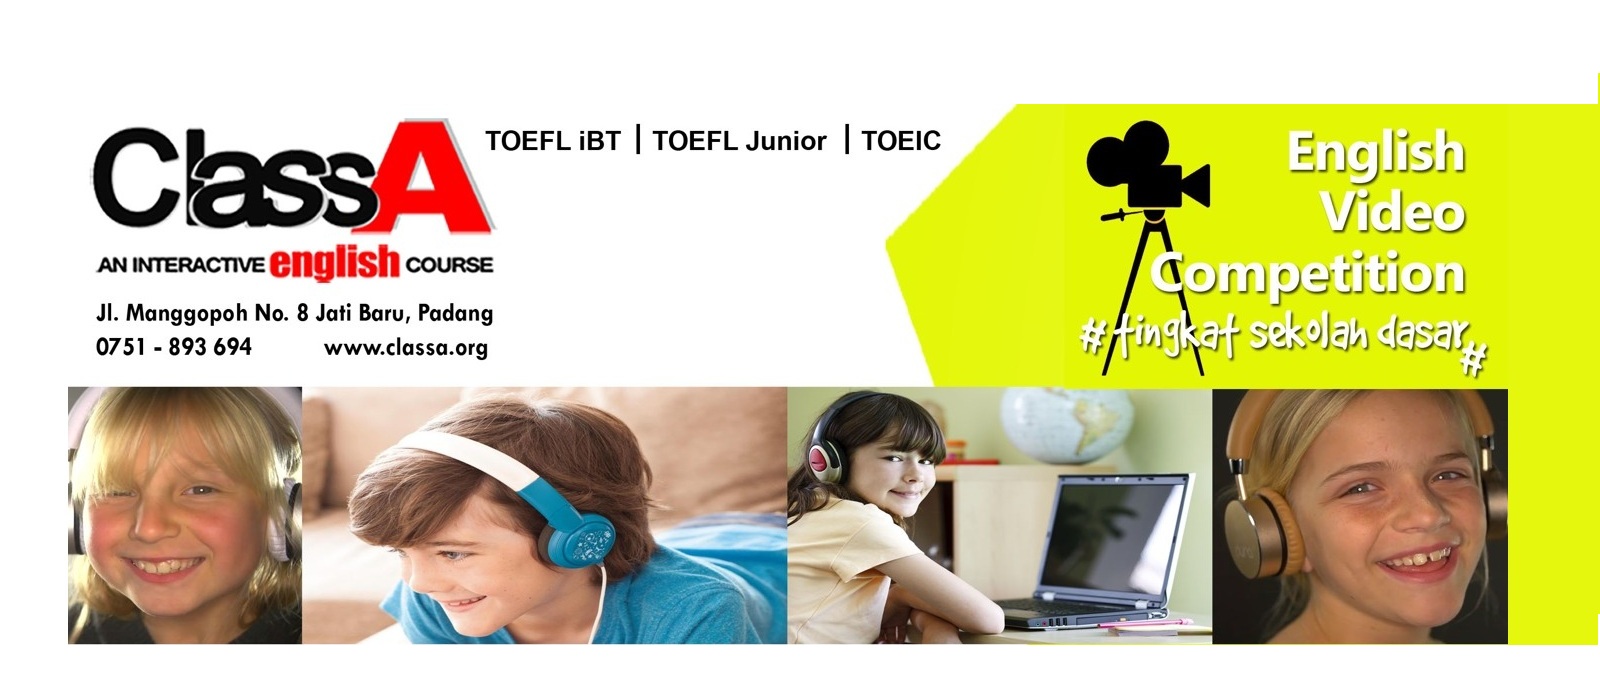 ClassA
AN INTERACTIVE english COURSE
Jl. Manggopoh No. 8 Jati Baru, Padang
0751 - 893 694 www.classa.org
TOEFL iBT | TOEFL Junior | TOEIC
English
Video
Competition
# tingkat sekolah dasar #